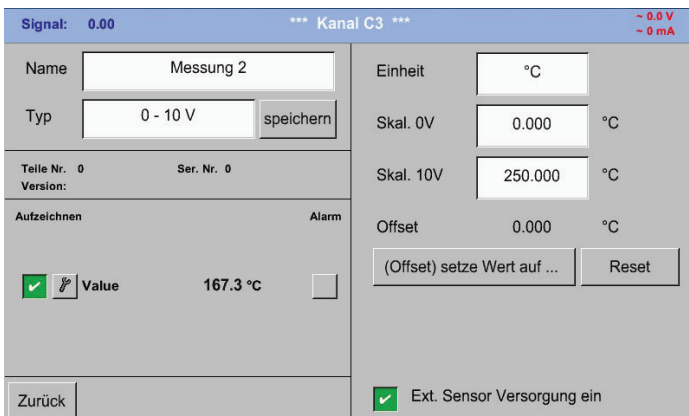 Signal: 0.00 *** Kanal C3 *** ~ 0.0 V
~ 0 mA
Name Messung 2
Typ 0 - 10 V speichern
Teile Nr. 0 Ser. Nr. 0
Version:
Aufzeichnen Alarm
Value 167.3 °C
Zurück
Einheit °C
Skal. 0V 0.000 °C
Skal. 10V 250.000 °C
Offset 0.000 °C
(Offset) setze Wert auf ... Reset
Ext. Sensor Versorgung ein